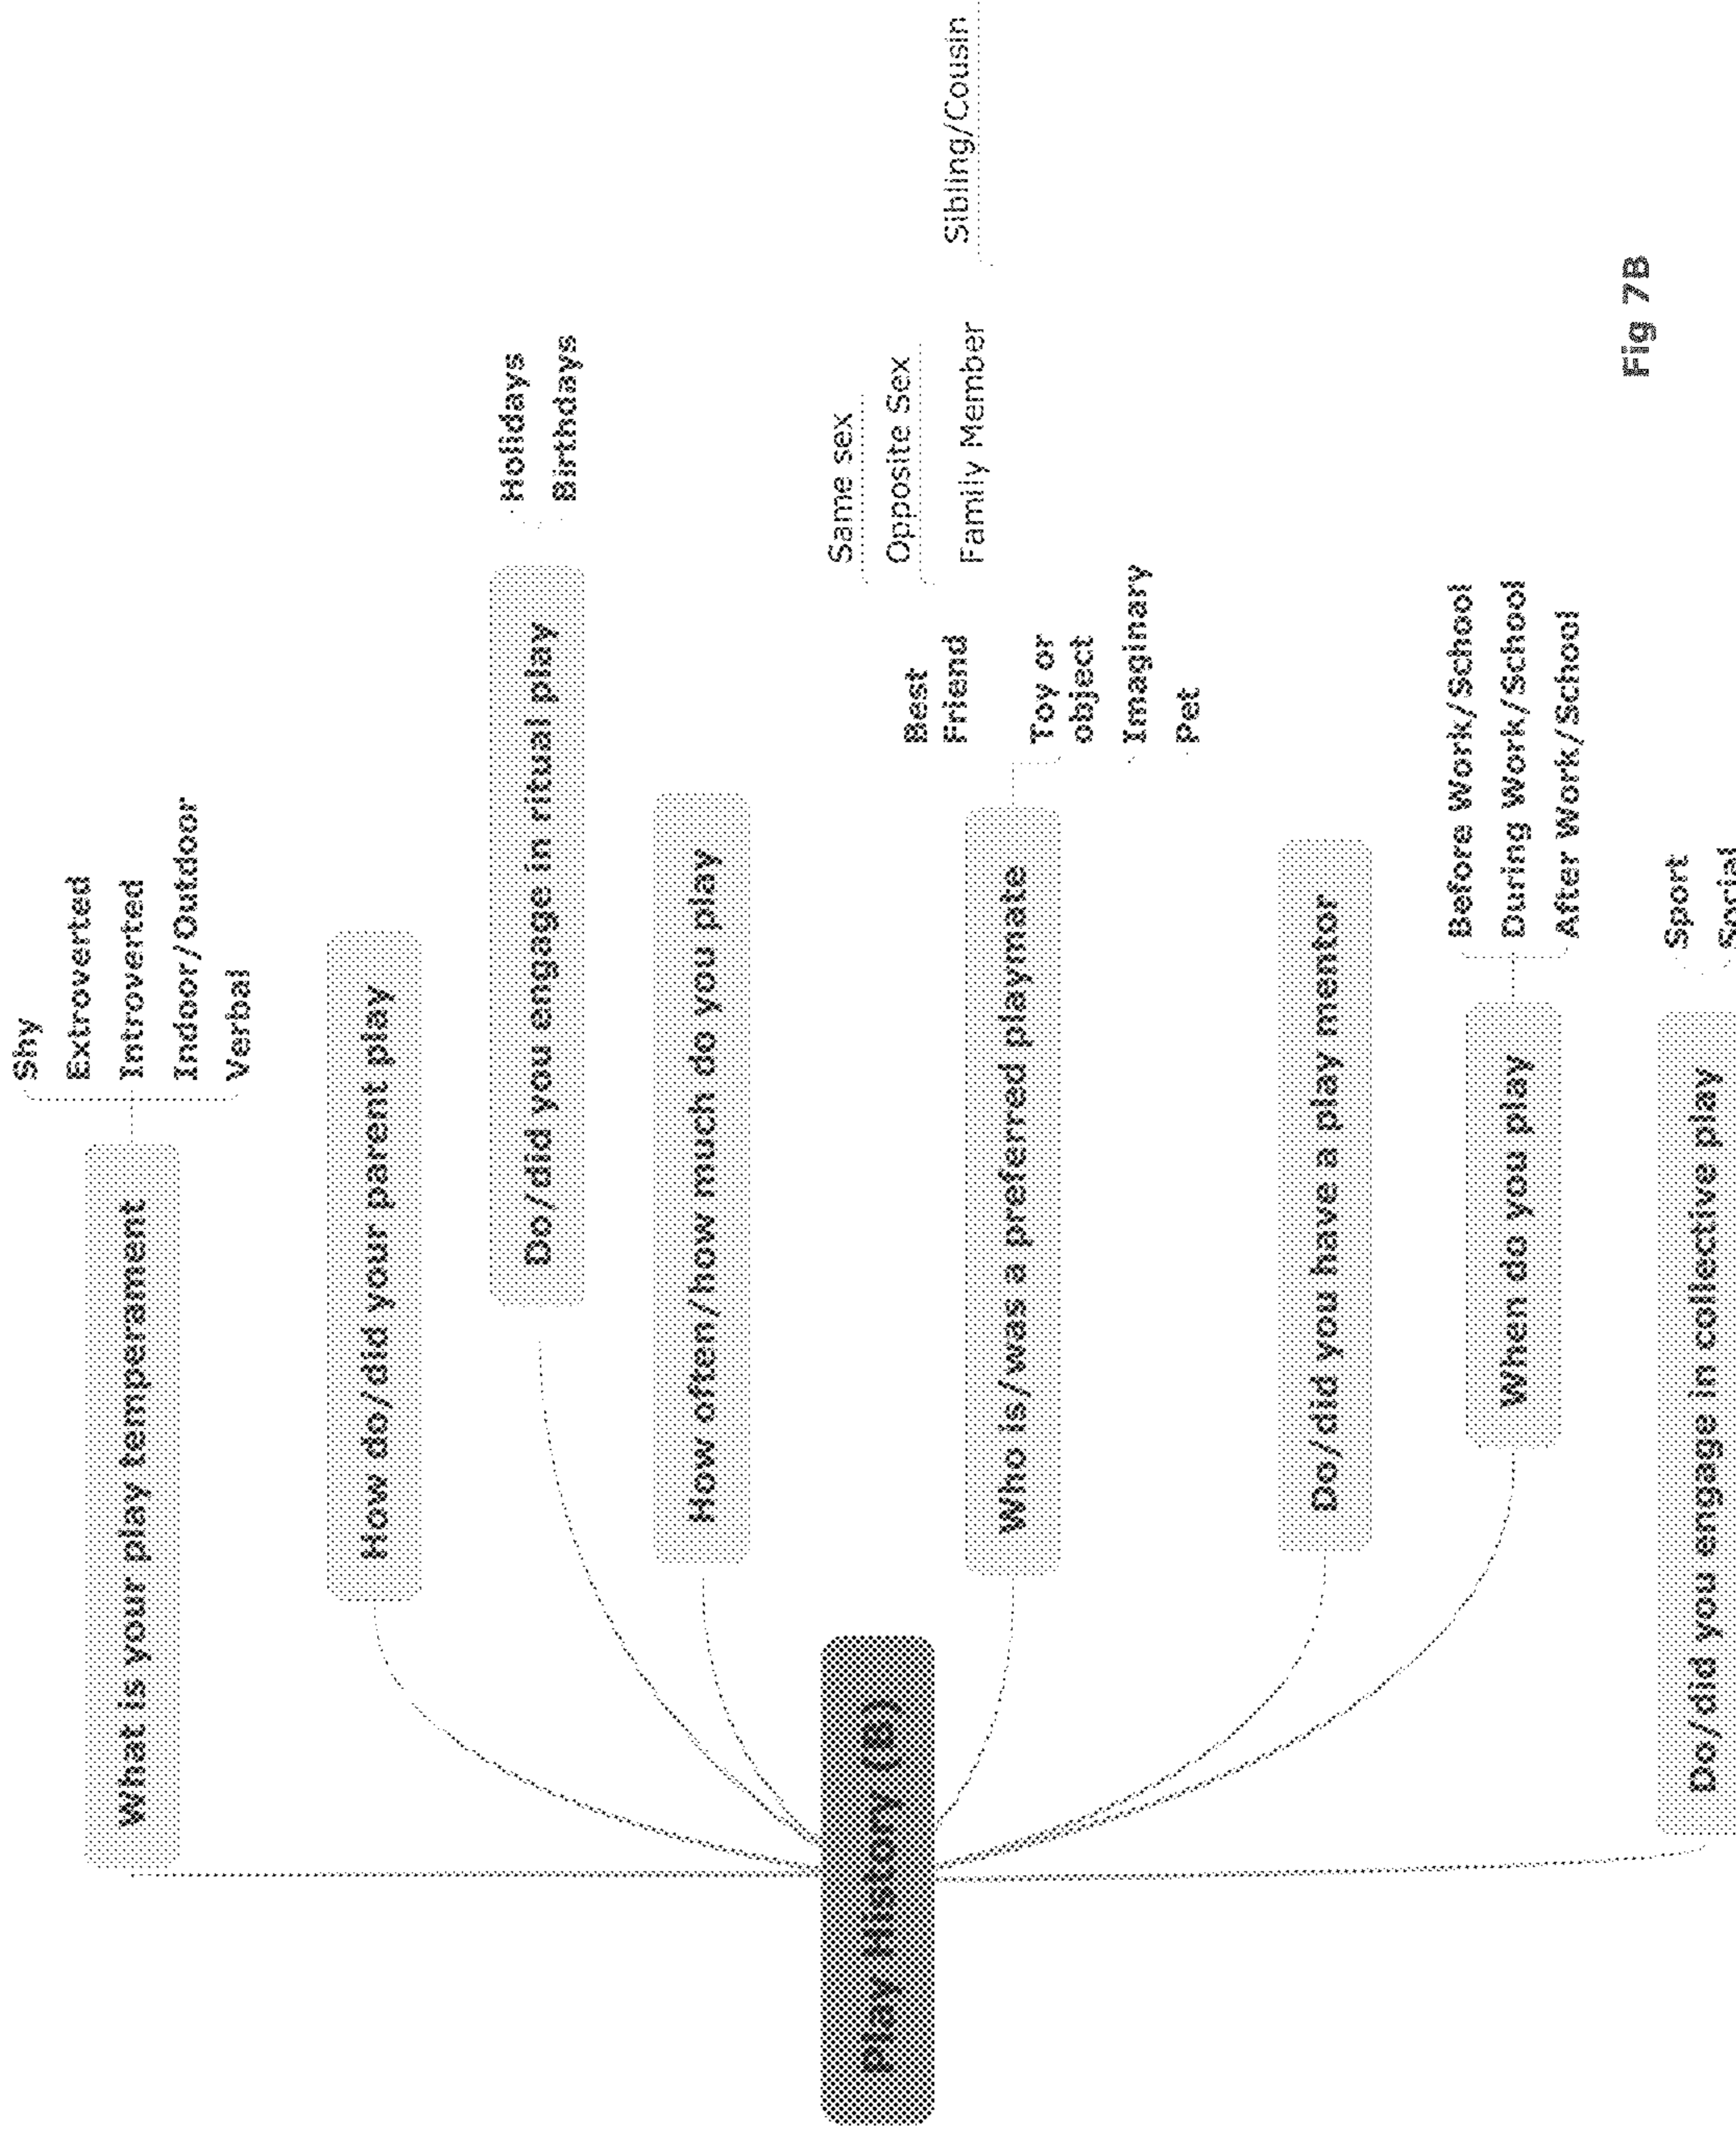 Shy
Extroverted
What is your play temperament
Introverted
Indoor/Outdoor
Verbal
How do/did your parent play
Holidays
Do/did you engage in ritual play
Birthdays
How often/how much do you play
Play History (B)
Same sex
Opposite Sex
Family Member
Sibling/Cousin
Best
Friend
Who is/was a preferred playmate
Toy or
object
Imaginary
Pet
Do/did you have a play mentor
Before Work/School
When do you play
During Work/School
After Work/School
Sport
Do/did you engage in collective play
Social
Fig 7B